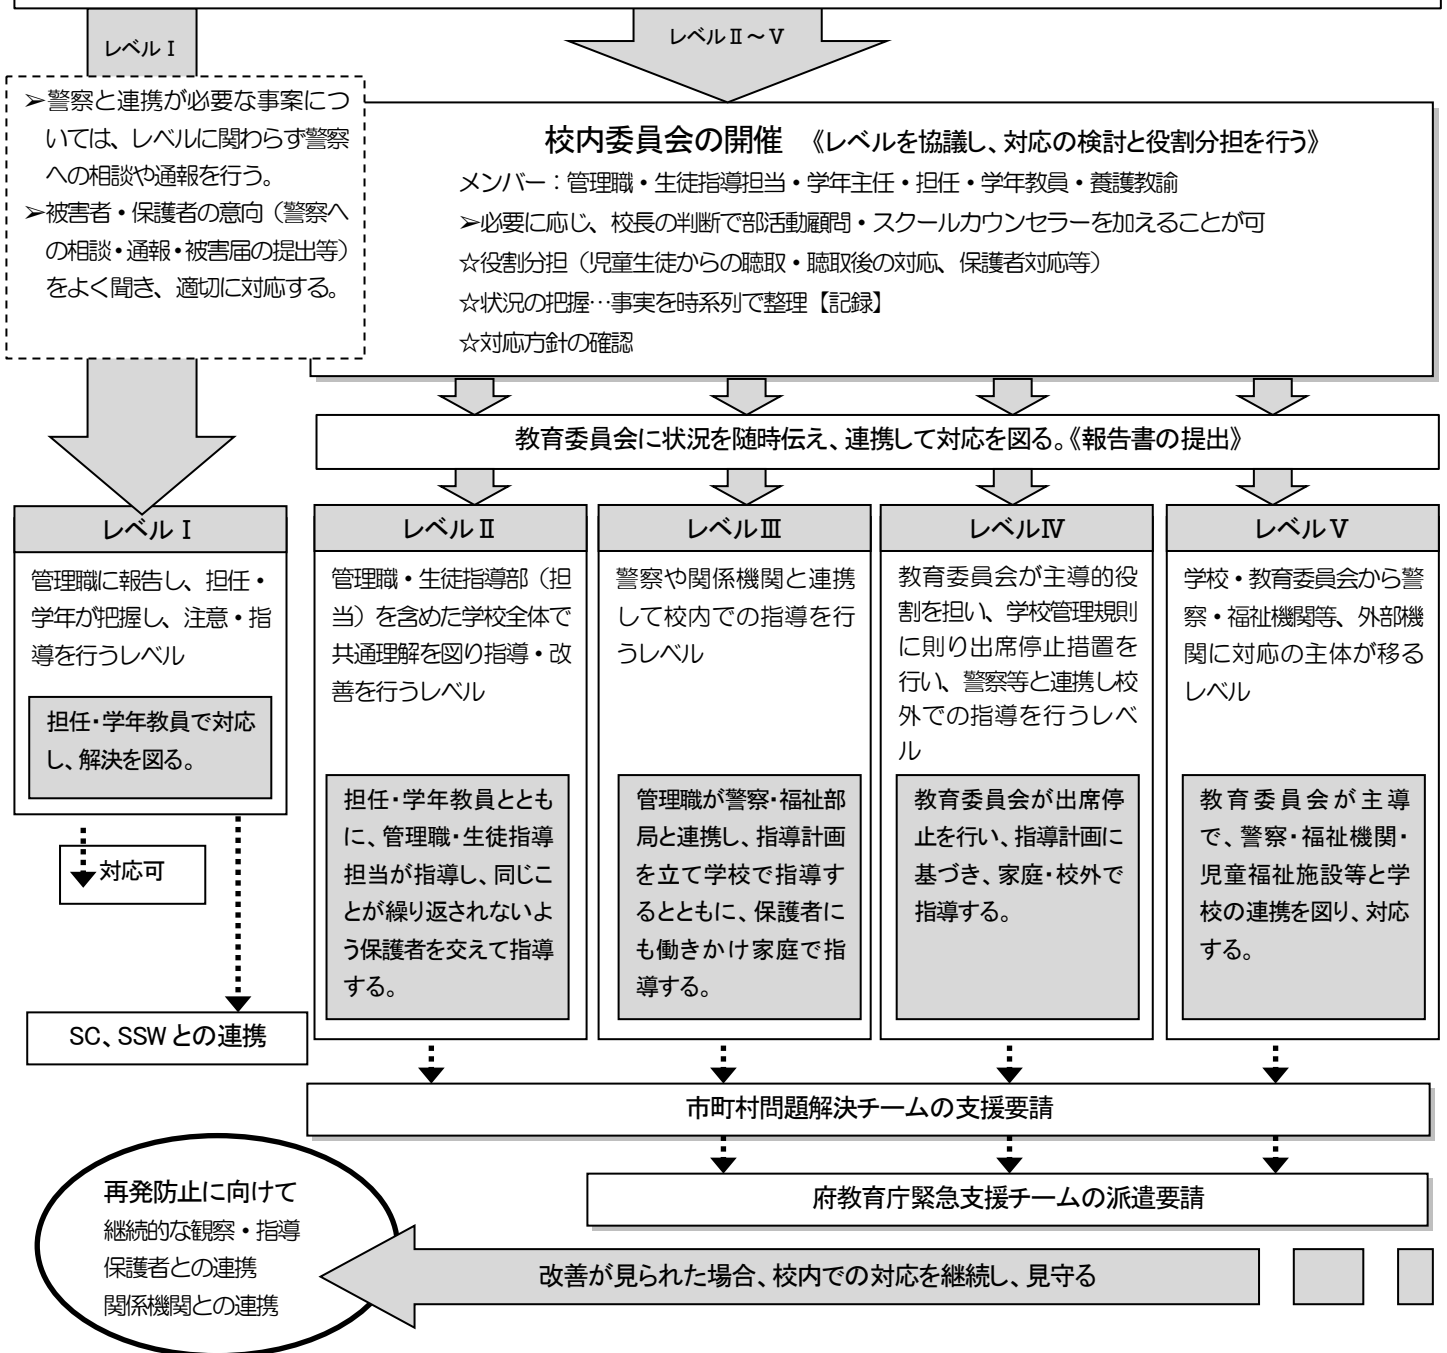 レベルⅠ
レベルⅡ～Ⅴ
➢警察と連携が必要な事案につ
いては、レベルに関わらず警察
への相談や通報を行う。
➢被害者・保護者の意向（警察へ
の相談・通報・被害届の提出等）
をよく聞き、適切に対応する。
校内委員会の開催　《レベルを協議し、対応の検討と役割分担を行う》
メンバー：管理職・生徒指導担当・学年主任・担任・学年教員・養護教諭
➢必要に応じ、校長の判断で部活動顧問・スクールカウンセラーを加えることが可
☆役割分担（児童生徒からの聴取・聴取後の対応、保護者対応等）
☆状況の把握…事実を時系列で整理【記録】
☆対応方針の確認
教育委員会に状況を随時伝え、連携して対応を図る。《報告書の提出》
レベルⅠ
管理職に報告し、担任・
学年が把握し、注意・指
導を行うレベル
担任・学年教員で対応
し、解決を図る。
対応可
SC、SSWとの連携
レベルⅡ
管理職・生徒指導部（担
当）を含めた学校全体で
共通理解を図り指導・改
善を行うレベル
担任・学年教員ととも
に、管理職・生徒指導
担当が指導し、同じこ
とが繰り返されないよ
う保護者を交えて指導
する。
レベルⅢ
警察や関係機関と連携
して校内での指導を行
うレベル
管理職が警察・福祉部
局と連携し、指導計画
を立て学校で指導す
るとともに、保護者に
も働きかけ家庭で指
導する。
レベルⅣ
教育委員会が主導的役
割を担い、学校管理規則
に則り出席停止措置を
行い、警察等と連携し校
外での指導を行うレベ
ル
教育委員会が出席停
止を行い、指導計画に
基づき、家庭・校外で
指導する。
レベルⅤ
学校・教育委員会から警
察・福祉機関等、外部機
関に対応の主体が移る
レベル
教育委員会が主導
で、警察・福祉機関・
児童福祉施設等と学
校の連携を図り、対応
する。
市町村問題解決チームの支援要請
府教育庁緊急支援チームの派遣要請
再発防止に向けて
継続的な観察・指導
保護者との連携
関係機関との連携
改善が見られた場合、校内での対応を継続し、見守る